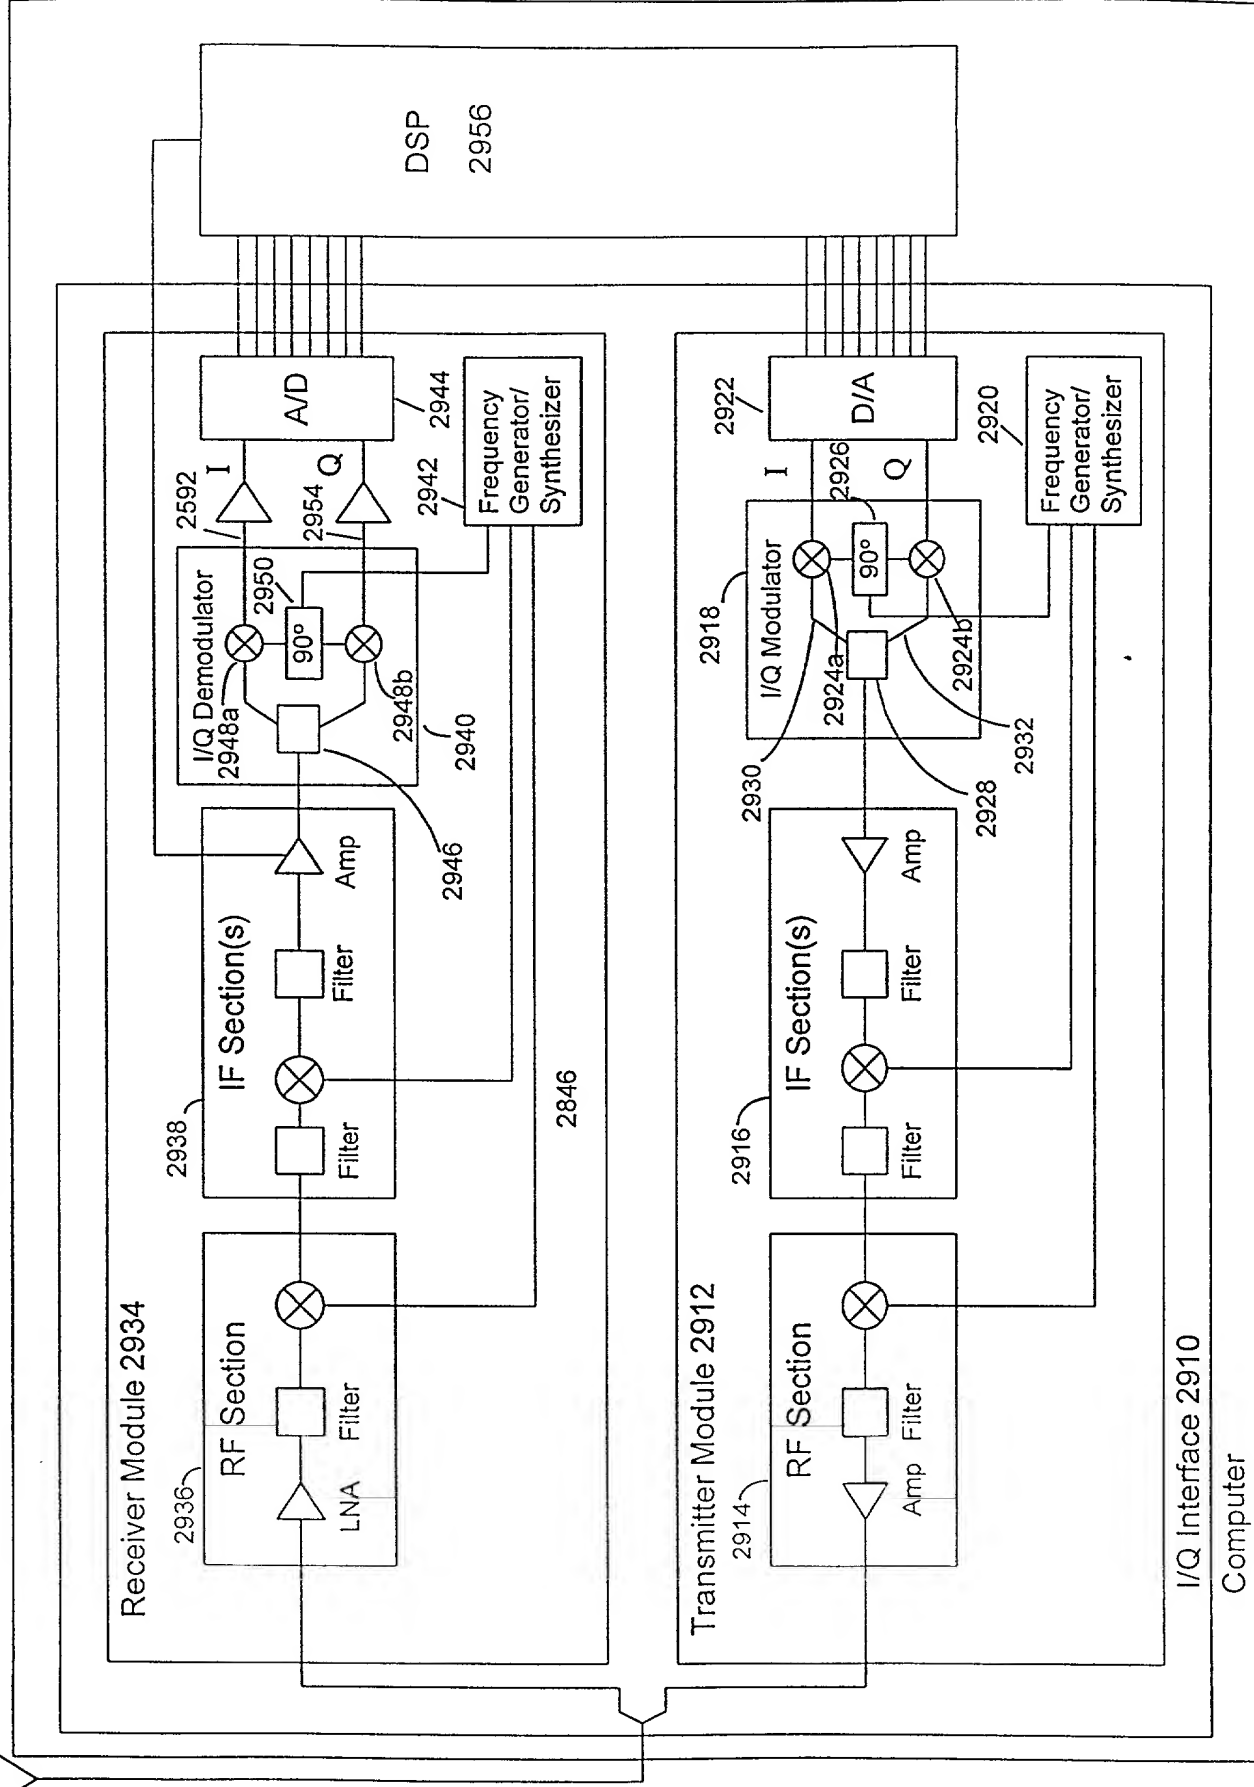 DSP
2956
Receiver Module 2934
2936
RF Section
LNA
Filter
2938
IF Section(s)
Filter
Filter
Amp
2846
I/Q Demodulator
2948a
2948b
2950
90°
2940
2946
2592
2954
I
Q
A/D
2944
2942
Frequency
Generator/
Synthesizer
Transmitter Module 2912
2914
RF Section
Amp
Filter
2916
IF Section(s)
Filter
Filter
Amp
2918
I/Q Modulator
2924a
2924b
2926
90°
2930
2928
2932
I
Q
2922
D/A
2920
Frequency
Generator/
Synthesizer
I/Q Interface 2910
Computer